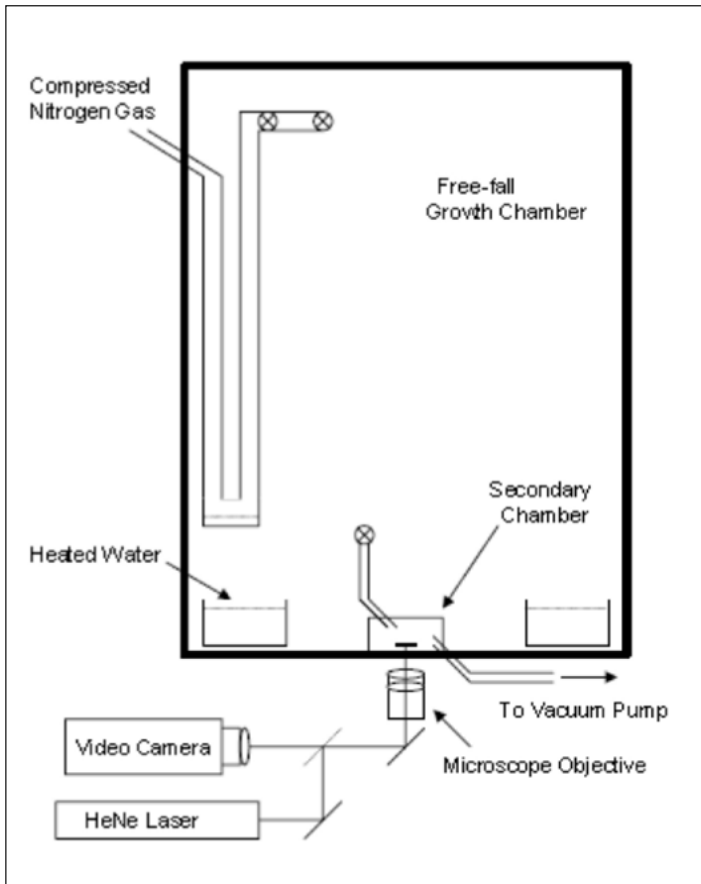 Compressed
Nitrogen Gas
Free-fall
Growth Chamber
Secondary
Chamber
Heated Water
To Vacuum Pump
Video Camera
Microscope Objective
HeNe Laser